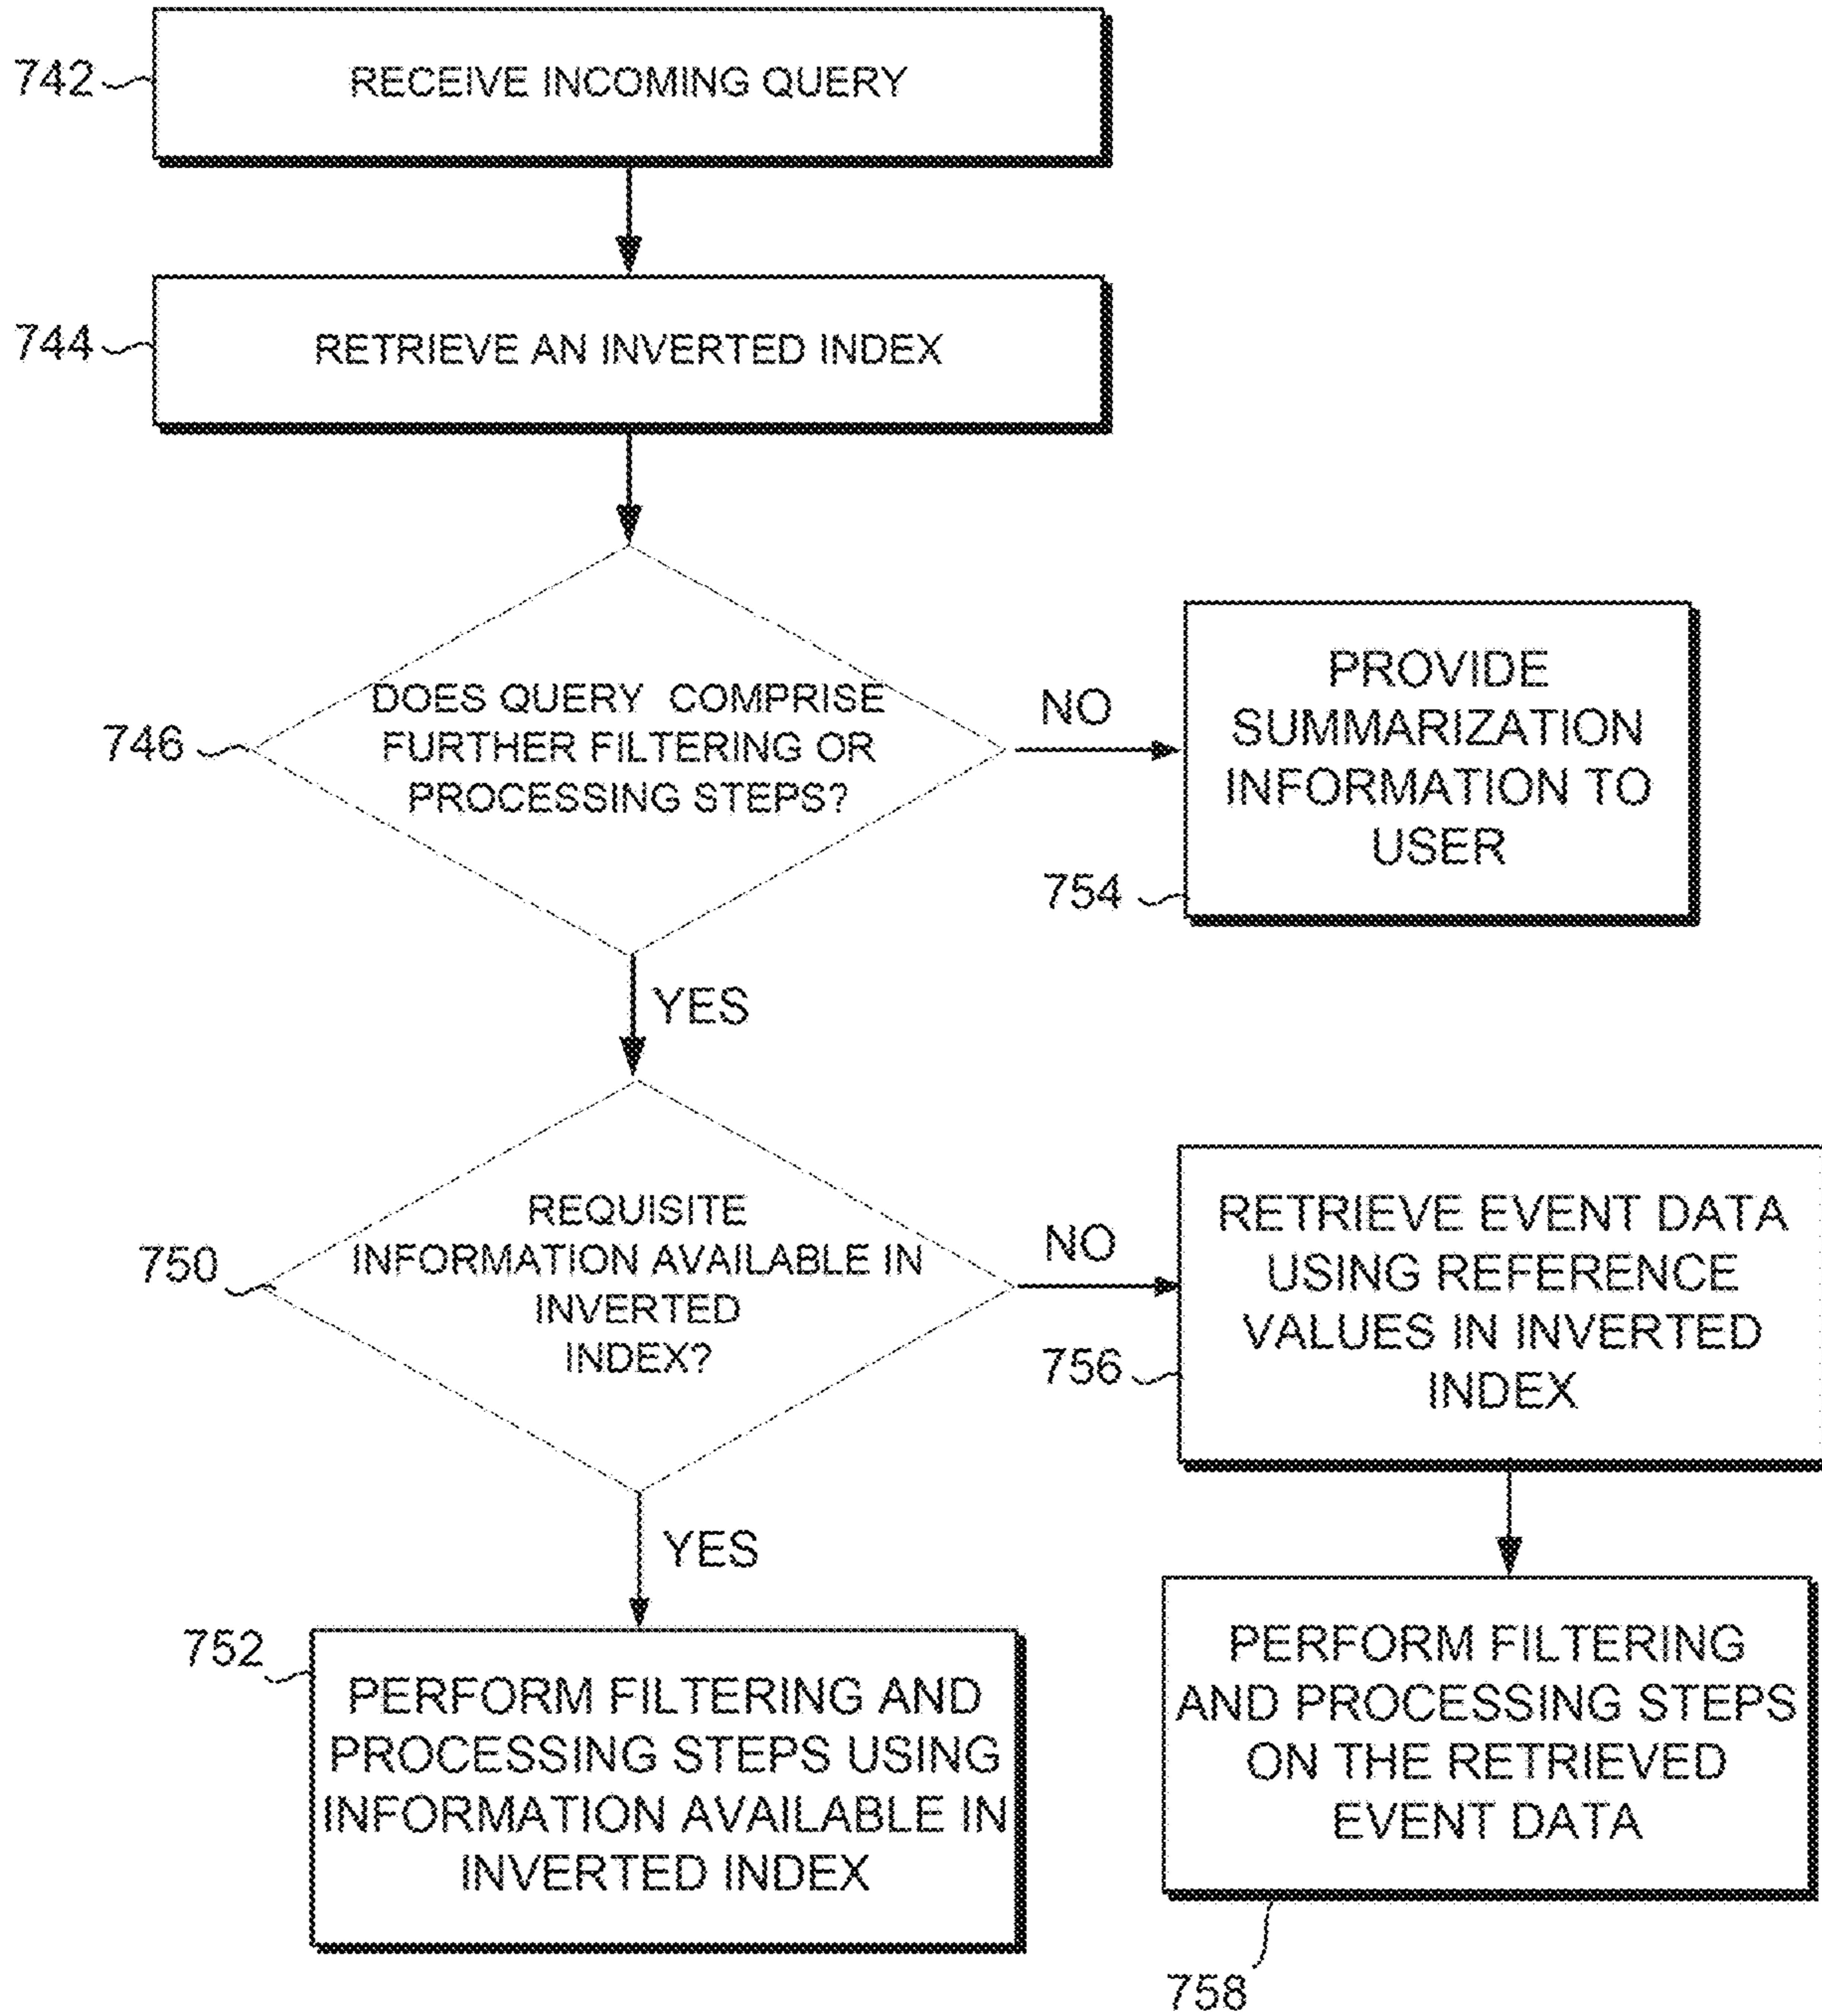 742
RECEIVE INCOMING QUERY
744
RETRIEVE AN INVERTED INDEX
746
DOES QUERY COMPRISE
FURTHER FILTERING OR
PROCESSING STEPS?
NO
PROVIDE
SUMMARIZATION
INFORMATION TO
USER
754
YES
750
REQUISITE
INFORMATION AVAILABLE IN
INVERTED
INDEX?
NO
RETRIEVE EVENT DATA
USING REFERENCE
VALUES IN INVERTED
INDEX
756
YES
752
PERFORM FILTERING AND
PROCESSING STEPS USING
INFORMATION AVAILABLE IN
INVERTED INDEX
PERFORM FILTERING
AND PROCESSING STEPS
ON THE RETRIEVED
EVENT DATA
758